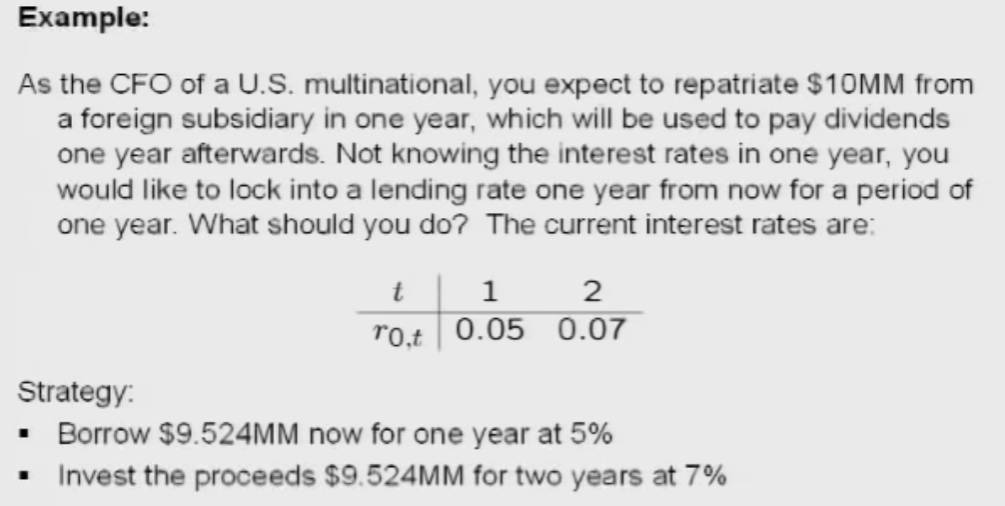 Example:
As the CFO of a U.S. multinational, you expect to repatriate $10MM from
a foreign subsidiary in one year, which will be used to pay dividends
one year afterwards. Not knowing the interest rates in one year, you
would like to lock into a lending rate one year from now for a period of
one year. What should you do? The current interest rates are:
t 1 2
r0,t 0.05 0.07
Strategy:
▪ Borrow $9.524MM now for one year at 5%
▪ Invest the proceeds $9.524MM for two years at 7%